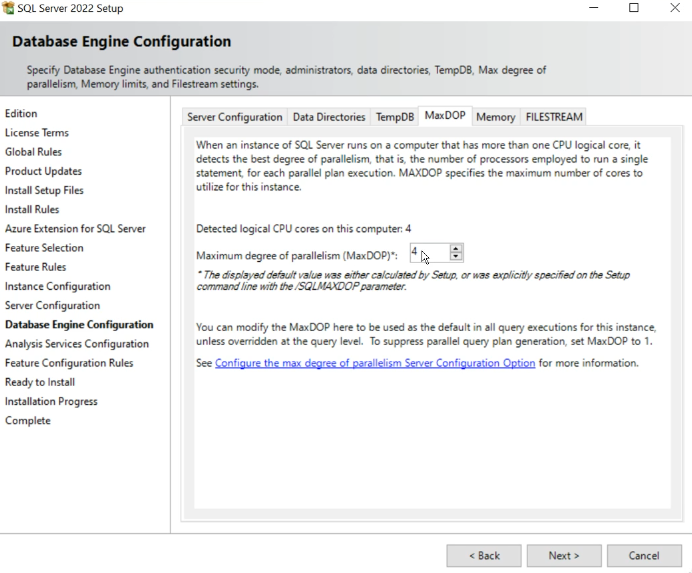 SQL Server 2022 Setup
Database Engine Configuration
Specify Database Engine authentication security mode, administrators, data directories, TempDB, Max degree of
parallelism, Memory limits, and Filestream settings.
Edition
License Terms
Global Rules
Product Updates
Install Setup Files
Install Rules
Azure Extension for SQL Server
Feature Selection
Feature Rules
Instance Configuration
Server Configuration
Database Engine Configuration
Analysis Services Configuration
Feature Configuration Rules
Ready to Install
Installation Progress
Complete
Server Configuration Data Directories TempDB MaxDOP Memory FILESTREAM
When an instance of SQL Server runs on a computer that has more than one CPU logical core, it
detects the best degree of parallelism, that is, the number of processors employed to run a single
statement, for each parallel plan execution. MAXDOP specifies the maximum number of cores to
utilize for this instance.
Detected logical CPU cores on this computer: 4
Maximum degree of parallelism (MaxDOP)*: 4
* The displayed default value was either calculated by Setup, or was explicitly specified on the Setup
command line with the /SQLMAXDOP parameter.
You can modify the MaxDOP here to be used as the default in all query executions for this instance,
unless overridden at the query level. To suppress parallel query plan generation, set MaxDOP to 1.
See Configure the max degree of parallelism Server Configuration Option for more information.
< Back Next > Cancel